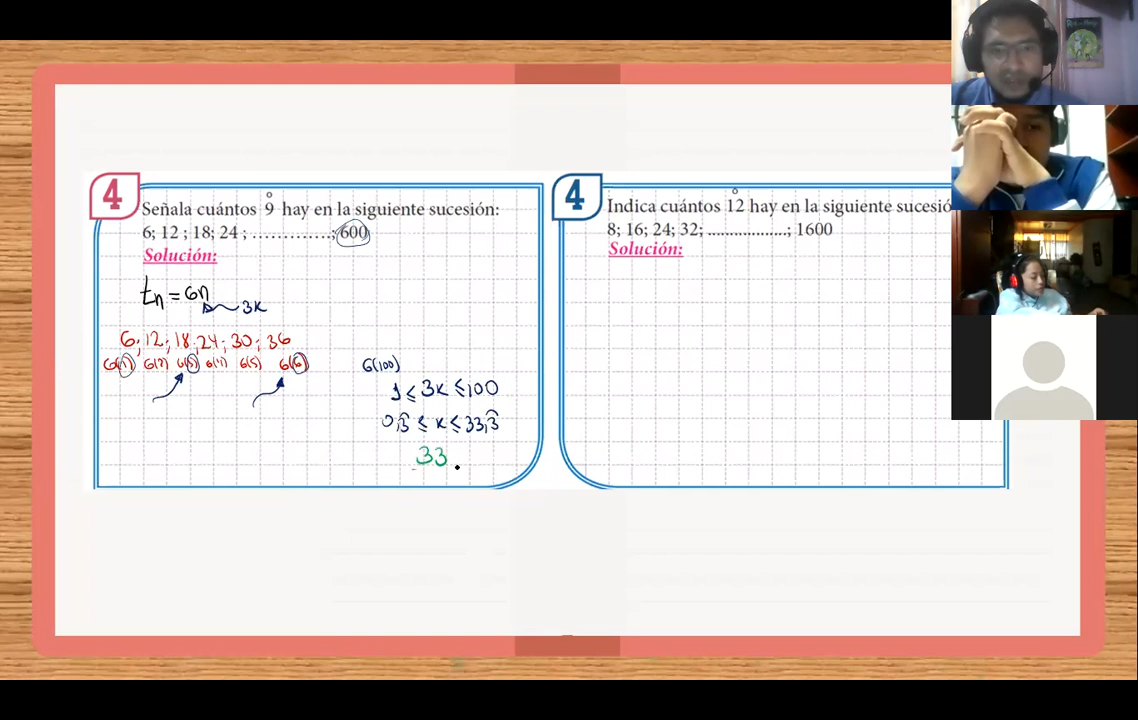 4
Señala cuántos 9̊ hay en la siguiente sucesión:
6; 12 ; 18; 24 ; .............; 600
Solución:
tn = 6n
3k
6; 12; 18; 24; 30; 36
6(1) 6(2) 6(3) 6(4) 6(5) 6(6)
6(100)
1 ≤ 3k ≤ 100
0,3̂ ≤ k ≤ 33,3̂
33
4
Indica cuántos 12̊ hay en la siguiente sucesió
8; 16; 24; 32; ..................; 1600
Solución: